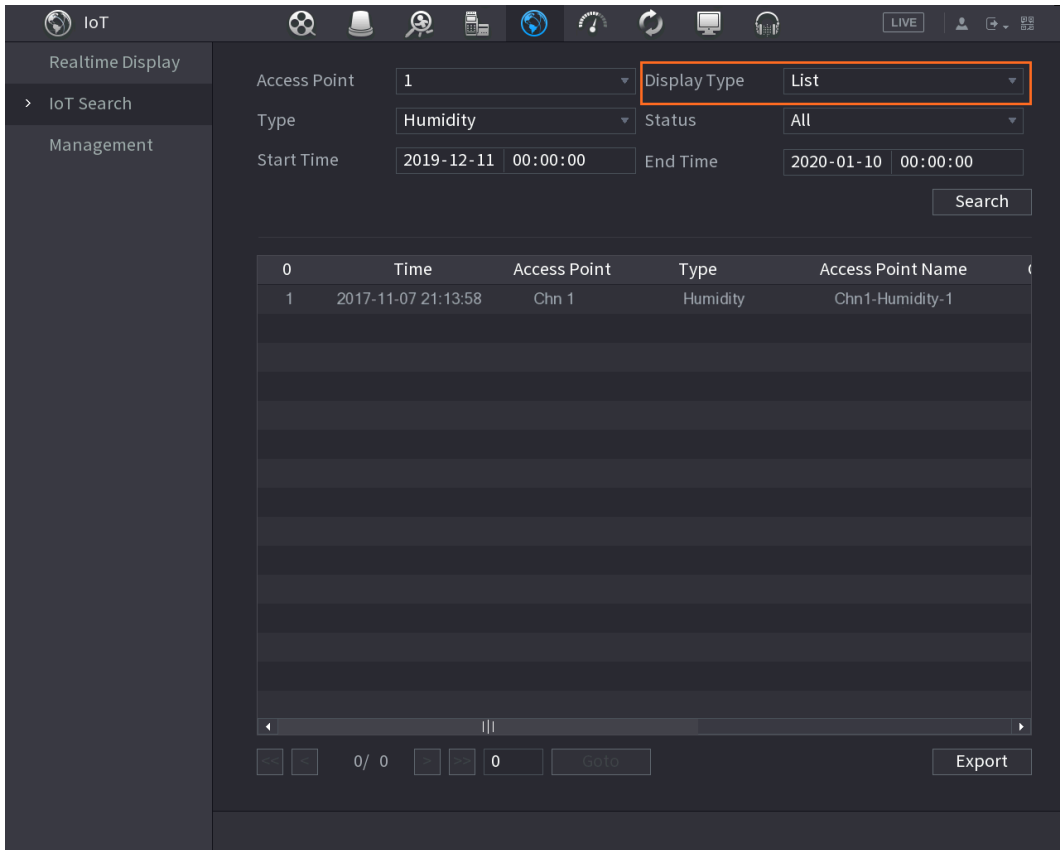 IoT
LIVE
Realtime Display
IoT Search
Management
Access Point 1 Display Type List
Type Humidity Status All
Start Time 2019-12-11 00:00:00 End Time 2020-01-10 00:00:00
Search
0 Time Access Point Type Access Point Name
1 2017-11-07 21:13:58 Chn 1 Humidity Chn1-Humidity-1
<< < 0/ 0 > >> 0 Goto Export